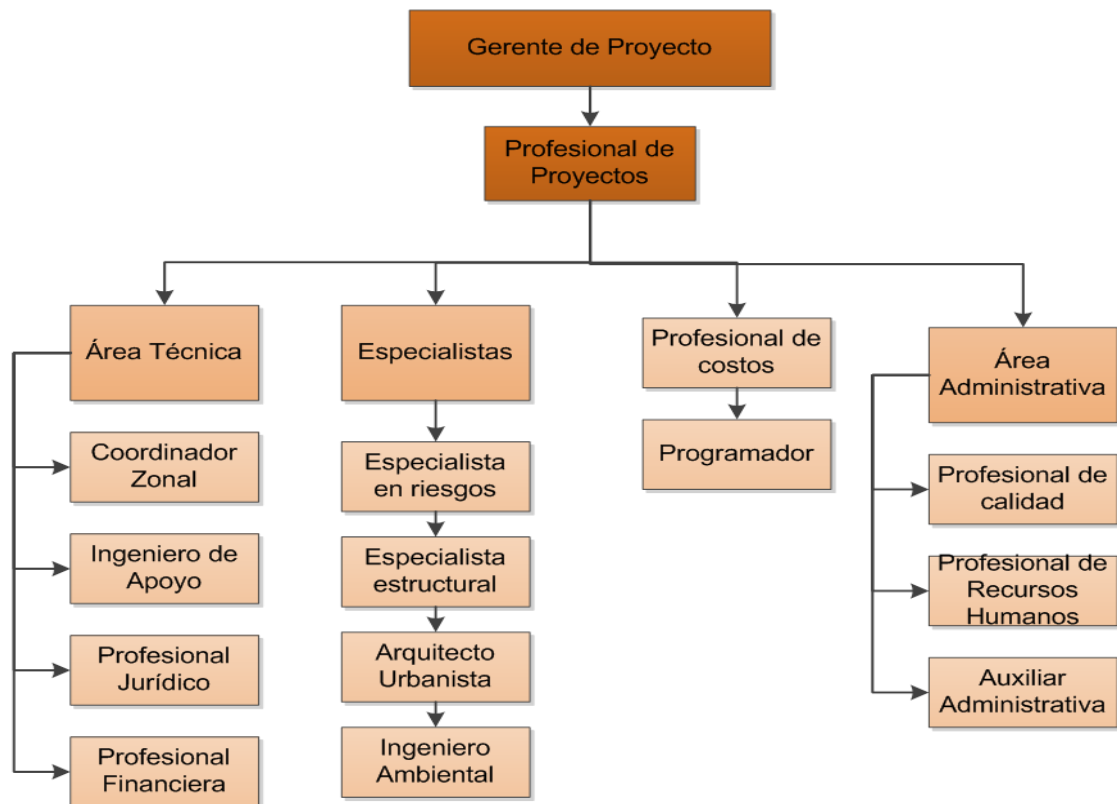 Gerente de Proyecto
Profesional de
Proyectos
Área Técnica
Coordinador
Zonal
Ingeniero de
Apoyo
Profesional
Jurídico
Profesional
Financiera
Especialistas
Especialista
en riesgos
Especialista
estructural
Arquitecto
Urbanista
Ingeniero
Ambiental
Profesional de
costos
Programador
Área
Administrativa
Profesional de
calidad
Profesional de
Recursos
Humanos
Auxiliar
Administrativa